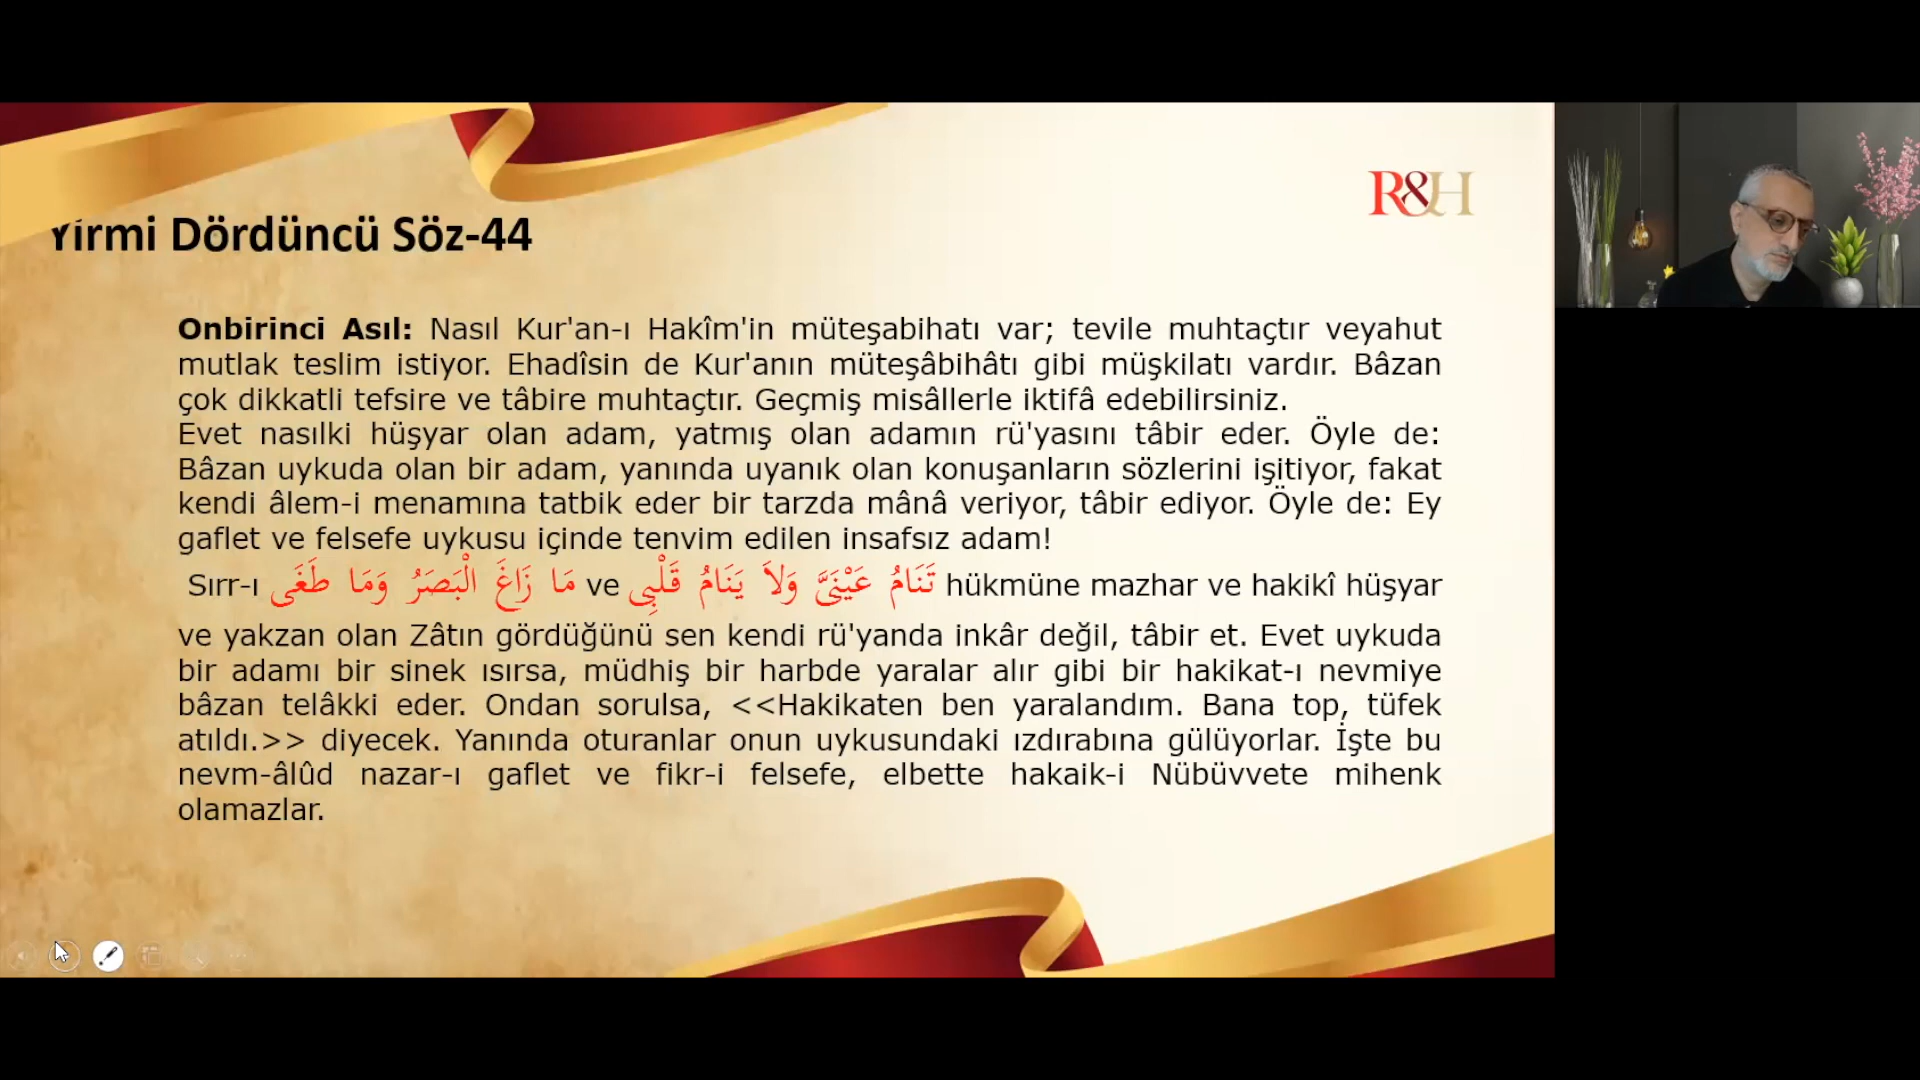 R&H
Yirmi Dördüncü Söz-44
Onbirinci Asıl: Nasıl Kur'an-ı Hakîm'in müteşabihatı var; tevile muhtaçtır veyahut
mutlak teslim istiyor. Ehadîsin de Kur'anın müteşâbihâtı gibi müşkilatı vardır. Bâzan
çok dikkatli tefsire ve tâbire muhtaçtır. Geçmiş misâllerle iktifâ edebilirsiniz.
Evet nasılki hüşyar olan adam, yatmış olan adamın rü'yasını tâbir eder. Öyle de:
Bâzan uykuda olan bir adam, yanında uyanık olan konuşanların sözlerini işitiyor, fakat
kendi âlem-i menamına tatbik eder bir tarzda mânâ veriyor, tâbir ediyor. Öyle de: Ey
gaflet ve felsefe uykusu içinde tenvim edilen insafsız adam!
Sırr-ı مَا زَاغَ الْبَصَرُ وَمَا طَغَى ve تَنَامُ عَيْنَىَّ وَلاَ يَنَامُ قَلْبِى hükmüne mazhar ve hakikî hüşyar
ve yakzan olan Zâtın gördüğünü sen kendi rü'yanda inkâr değil, tâbir et. Evet uykuda
bir adamı bir sinek ısırsa, müdhiş bir harbde yaralar alır gibi bir hakikat-ı nevmiye
bâzan telâkki eder. Ondan sorulsa, <<Hakikaten ben yaralandım. Bana top, tüfek
atıldı.>> diyecek. Yanında oturanlar onun uykusundaki ızdırabına gülüyorlar. İşte bu
nevm-âlûd nazar-ı gaflet ve fikr-i felsefe, elbette hakaik-i Nübüvvete mihenk
olamazlar.